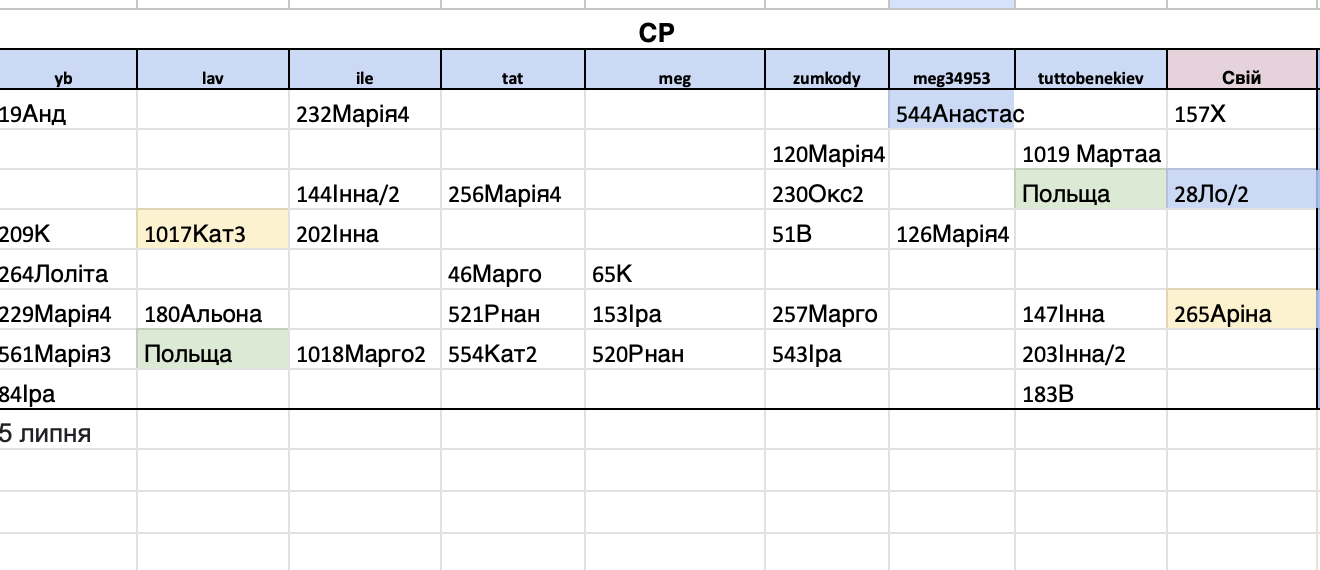 СР
yb lav ile tat meg zumkody meg34953 tuttobenekiev Свій
19Анд 232Марія4 544Анастас 157Х
120Марія4 1019 Мартаа
144Інна/2 256Марія4 230Окс2 Польща 28Ло/2
209К 1017Кат3 202Інна 51В 126Марія4
264Лоліта 46Марго 65К
229Марія4 180Альона 521Рнан 153Іра 257Марго 147Інна 265Аріна
561Марія3 Польща 1018Марго2 554Кат2 520Рнан 543Іра 203Інна/2
84Іра 183В
5 липня